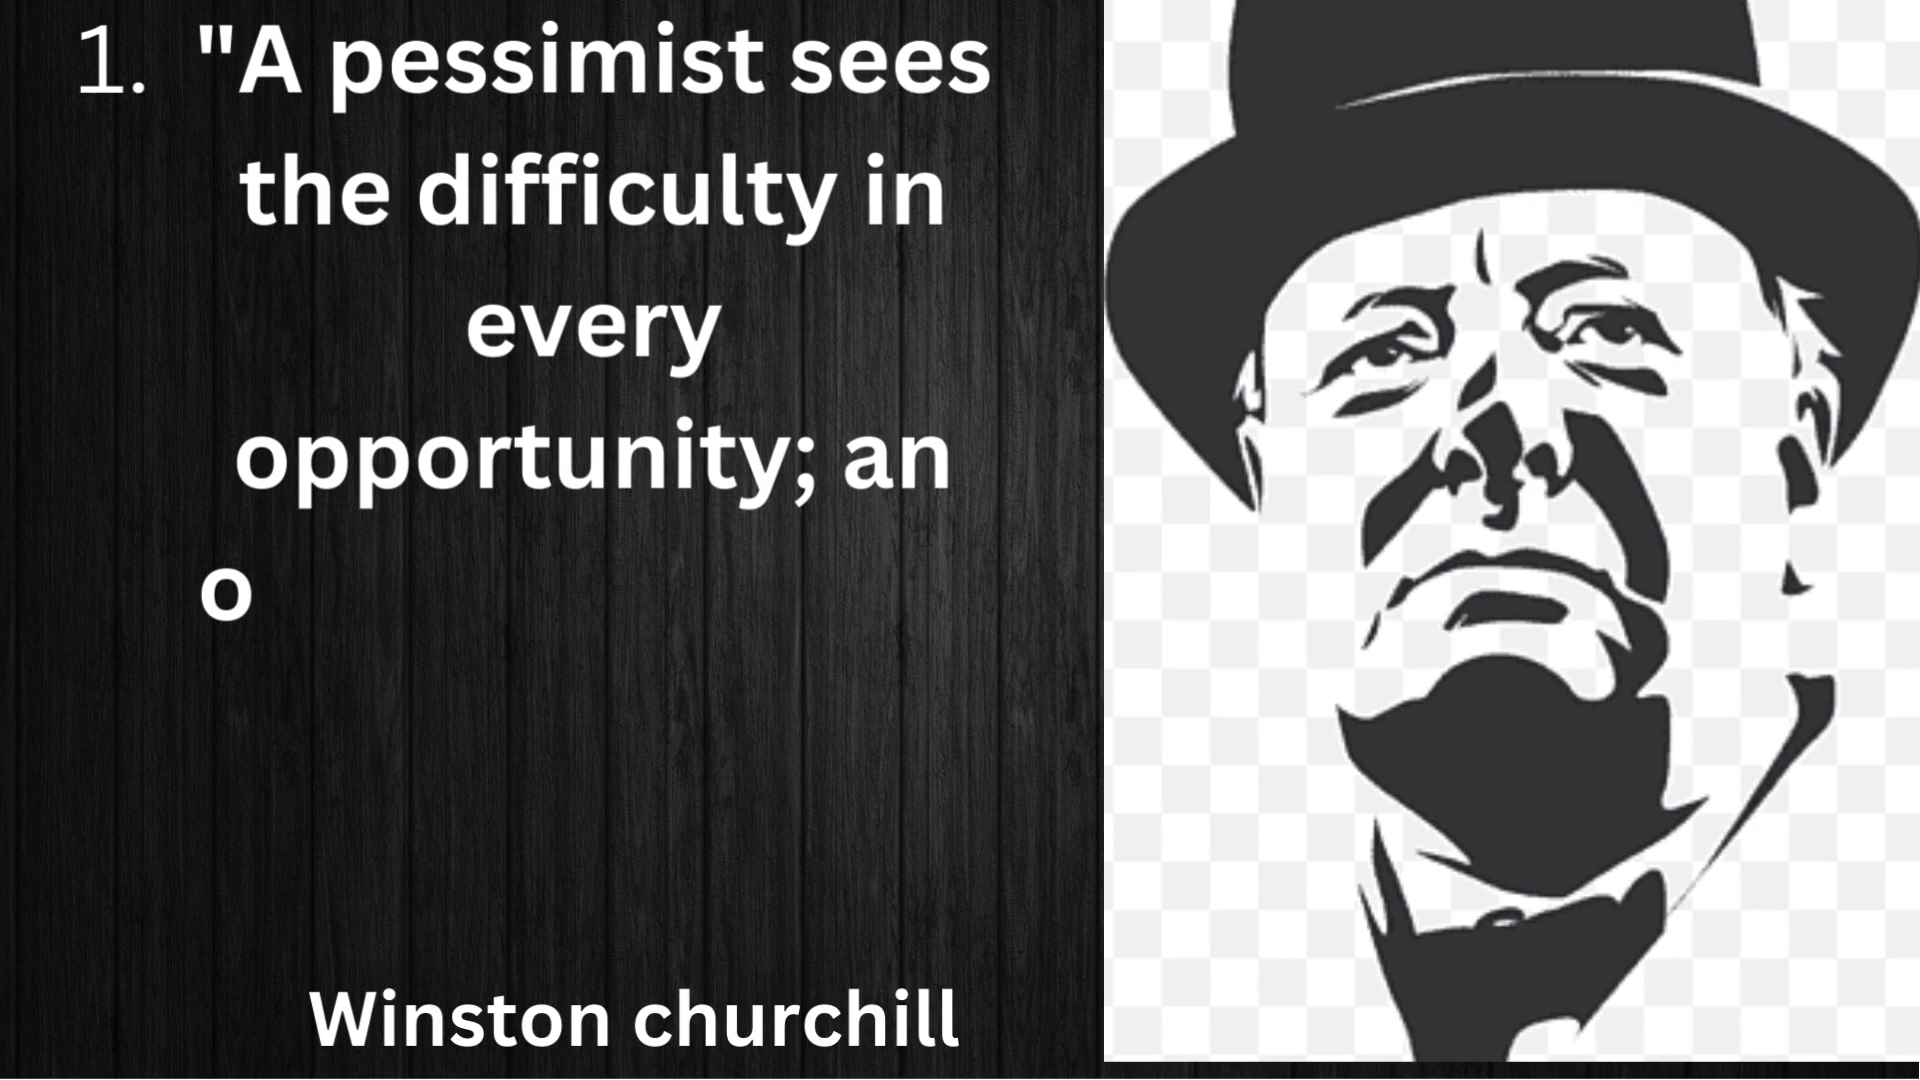 1. "A pessimist sees
the difficulty in
every
opportunity; an
o
Winston churchill